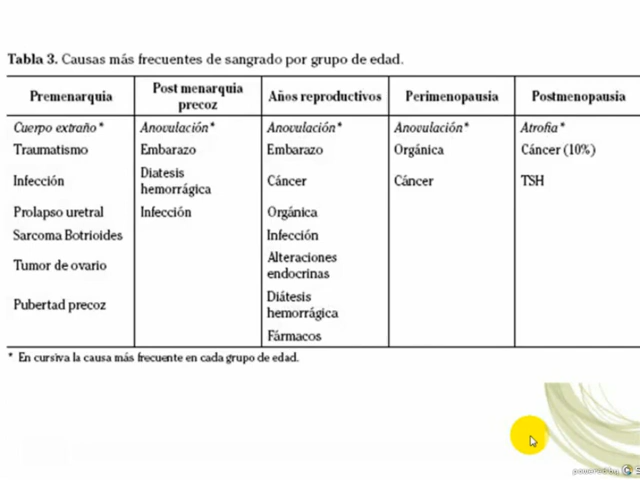 Tabla 3. Causas más frecuentes de sangrado por grupo de edad.
Premenarquia
Post menarquia
precoz
Años reproductivos
Perimenopausia
Postmenopausia
Cuerpo extraño* Anovulación* Anovulación* Anovulación* Atrofia*
Traumatismo Embarazo Embarazo Orgánica Cáncer (10%)
Infección
Diatesis
hemorrágica
Cáncer Cáncer TSH
Prolapso uretral Infección Orgánica
Sarcoma Botrioides Infección
Tumor de ovario
Alteraciones
endocrinas
Pubertad precoz
Diátesis
hemorrágica
Fármacos
* En cursiva la causa más frecuente en cada grupo de edad.
powered by